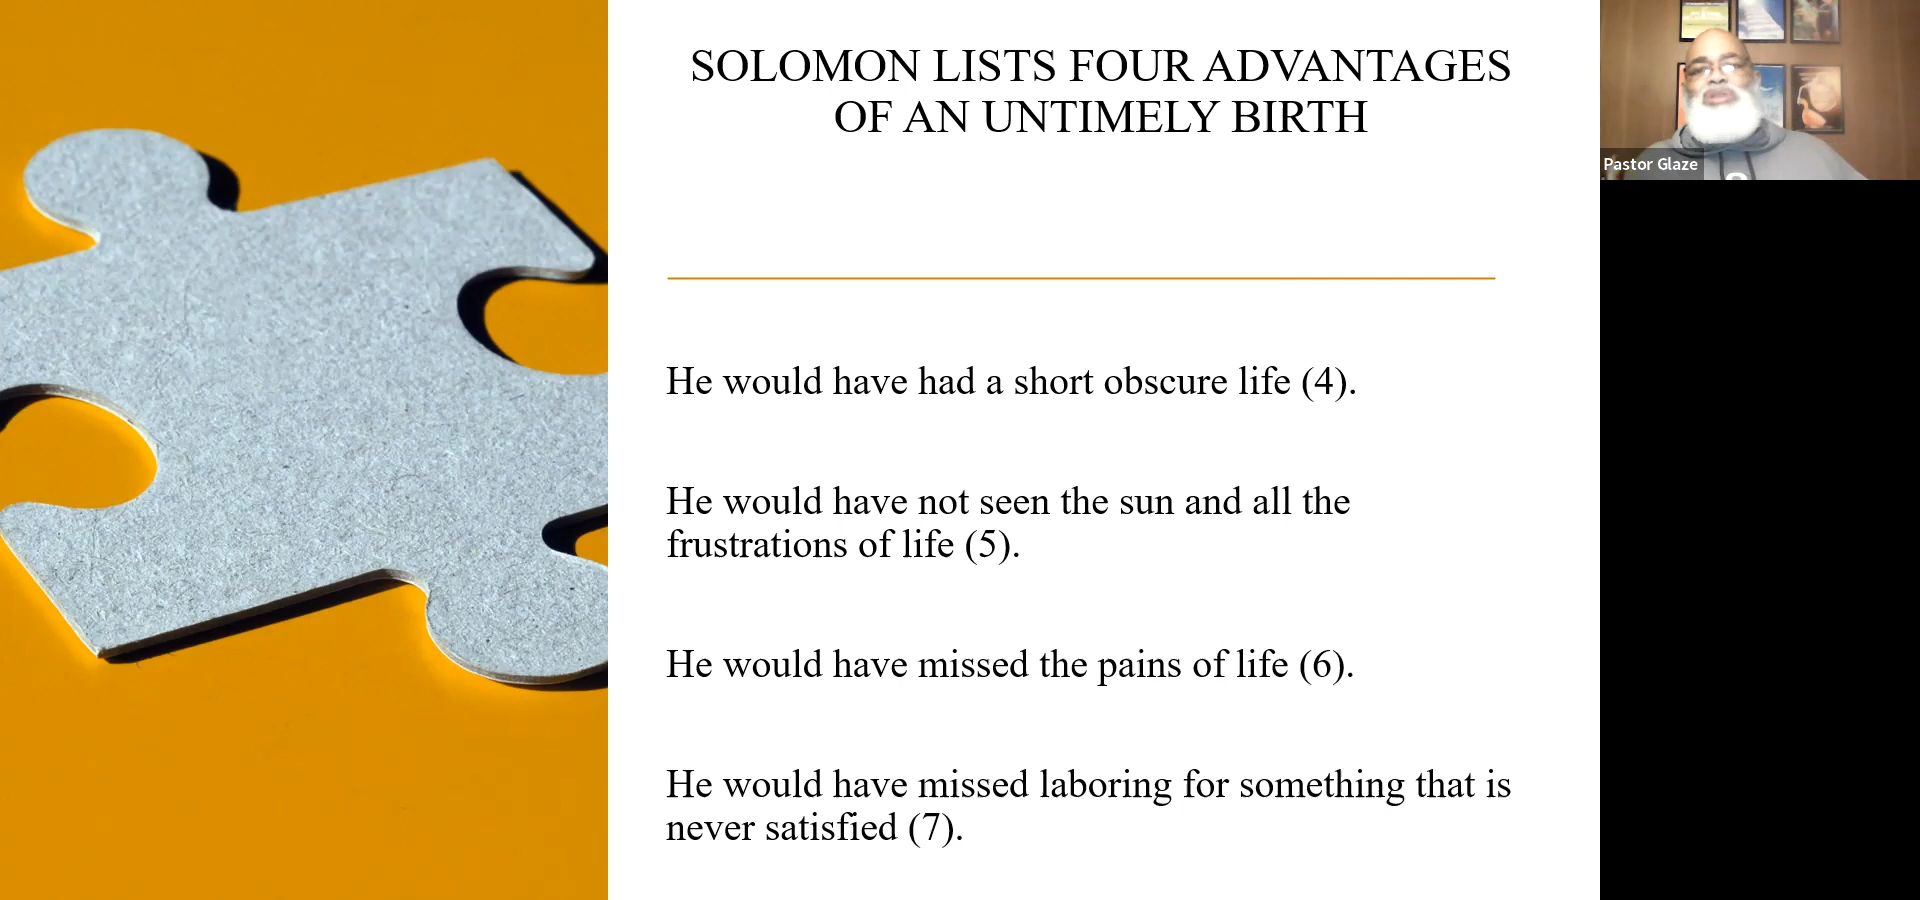 SOLOMON LISTS FOUR ADVANTAGES
OF AN UNTIMELY BIRTH
He would have had a short obscure life (4).
He would have not seen the sun and all the
frustrations of life (5).
He would have missed the pains of life (6).
He would have missed laboring for something that is
never satisfied (7).
Pastor Glaze